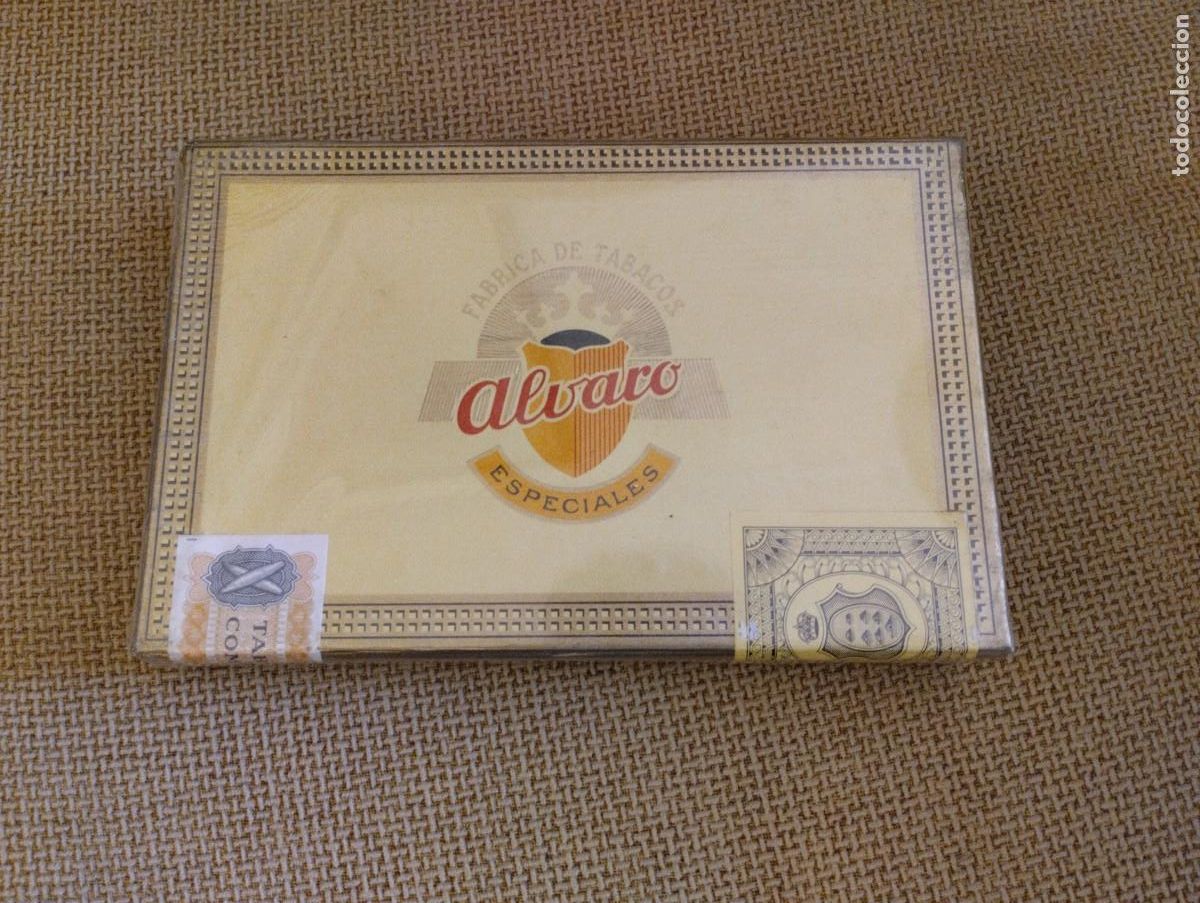 todocoleccion
FABRICA DE TABACOS
alvaro
ESPECIALES